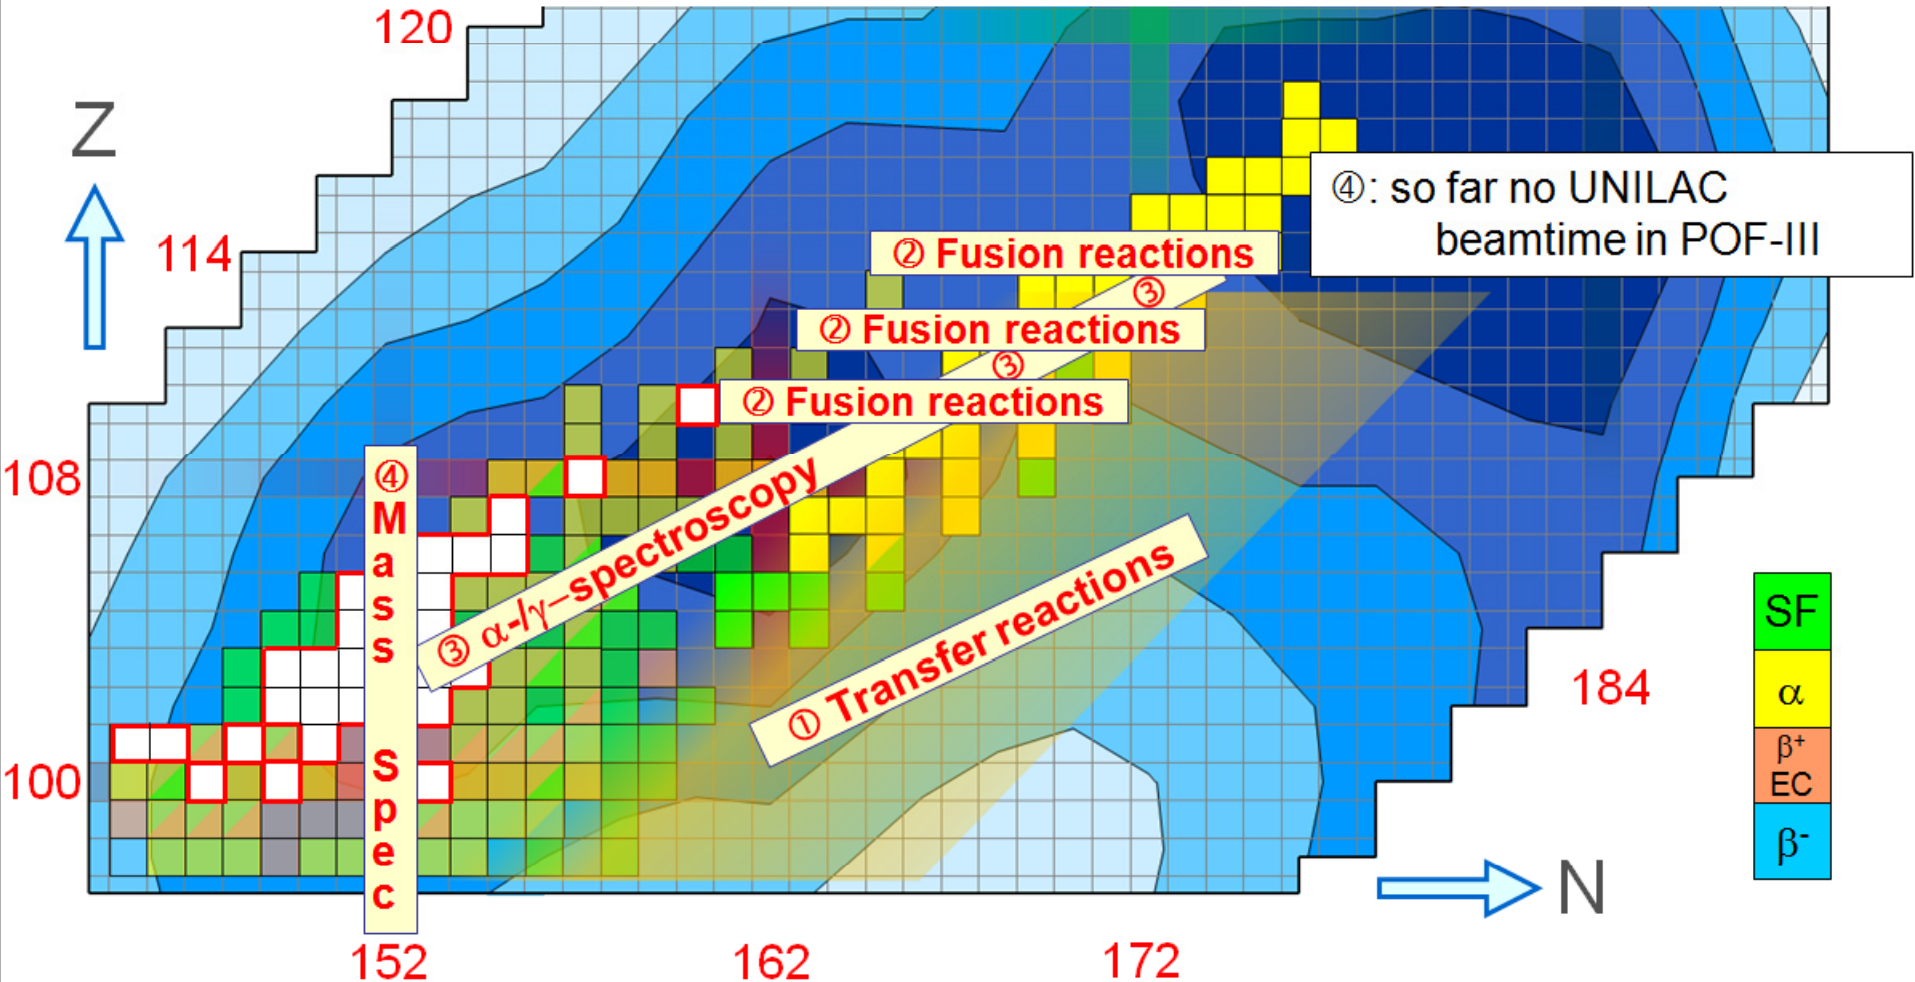 120
Z
④: so far no UNILAC
beamtime in POF-III
114
② Fusion reactions
③
② Fusion reactions
③
② Fusion reactions
108
④
Mass Spec
③ α-/γ–spectroscopy
① Transfer reactions
SF
184
α
β⁺
EC
100
β⁻
N
152
162
172